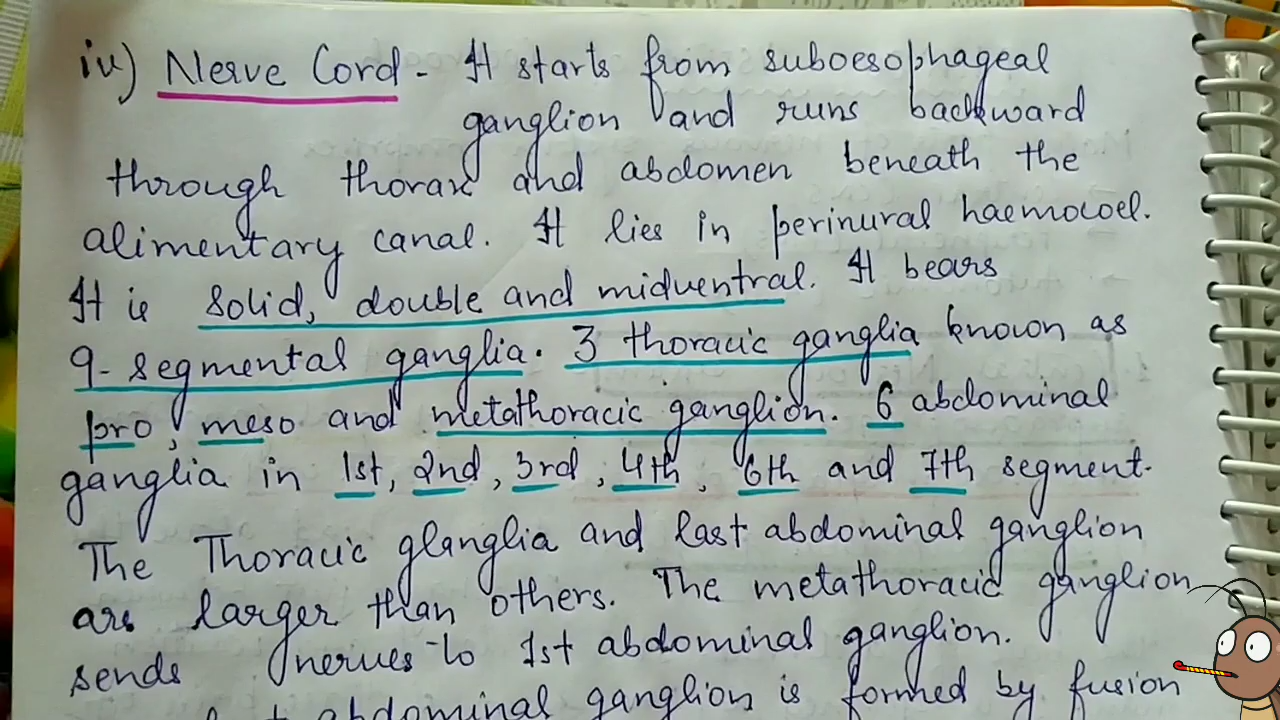 iv) Nerve Cord - It starts from suboesophageal
ganglion and runs backward
through thorax and abdomen beneath the
alimentary canal. It lies in perinural haemocoel.
It is solid, double and midventral. It bears
9- segmental ganglia. 3 thoracic ganglia known as
pro, meso and metathoracic ganglion. 6 abdominal
ganglia in 1st, 2nd, 3rd, 4th, 6th and 7th segment.
The Thoracic glanglia and last abdominal ganglion
are larger than others. The metathoracic ganglion
sends nerves to 1st abdominal ganglion.
abdominal ganglion is formed by fusion